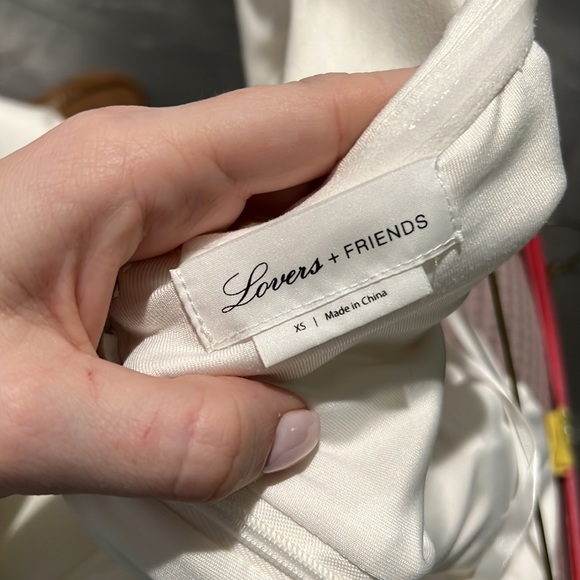 Lovers + FRIENDS
XS | Made in China